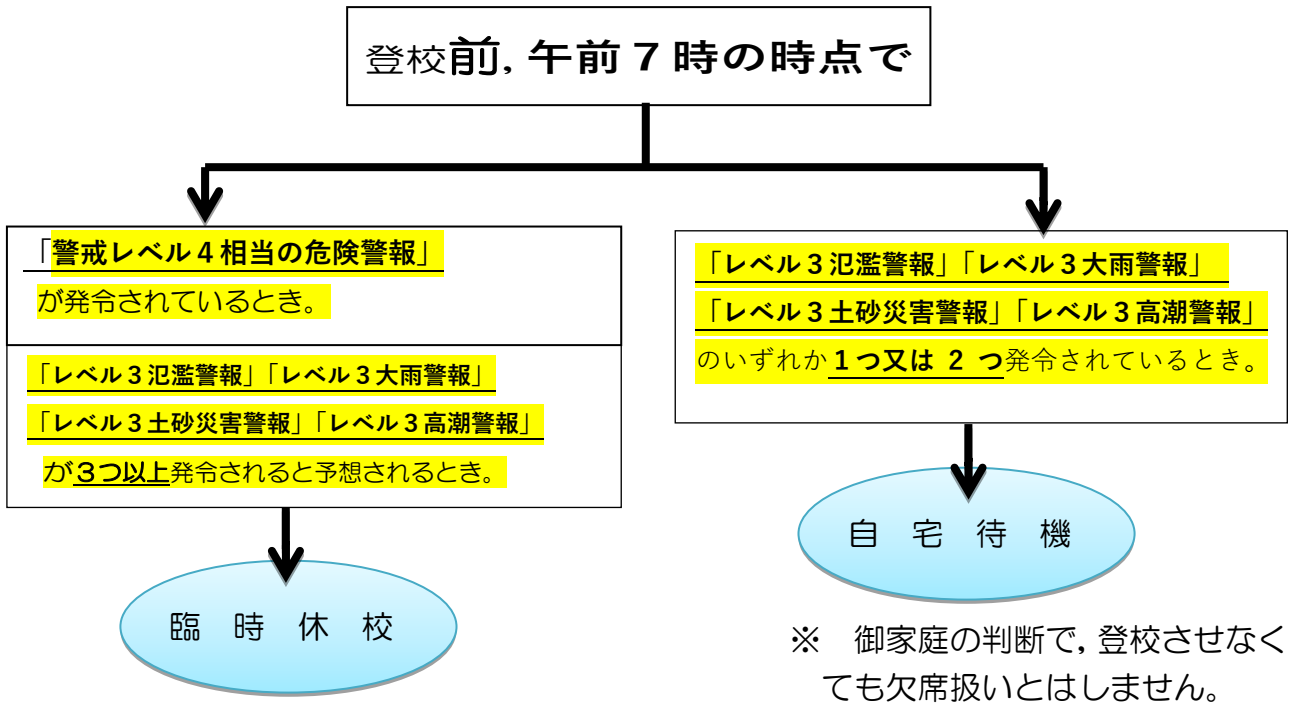 登校前，午前７時の時点で
「警戒レベル４相当の危険警報」
が発令されているとき。
「レベル３氾濫警報」「レベル３大雨警報」
「レベル３土砂災害警報」「レベル３高潮警報」
が３つ以上発令されると予想されるとき。
臨　時　休　校
「レベル３氾濫警報」「レベル３大雨警報」
「レベル３土砂災害警報」「レベル３高潮警報」
のいずれか１つ又は ２ つ発令されているとき。
自　宅　待　機
※　御家庭の判断で，登校させなく
ても欠席扱いとはしません。